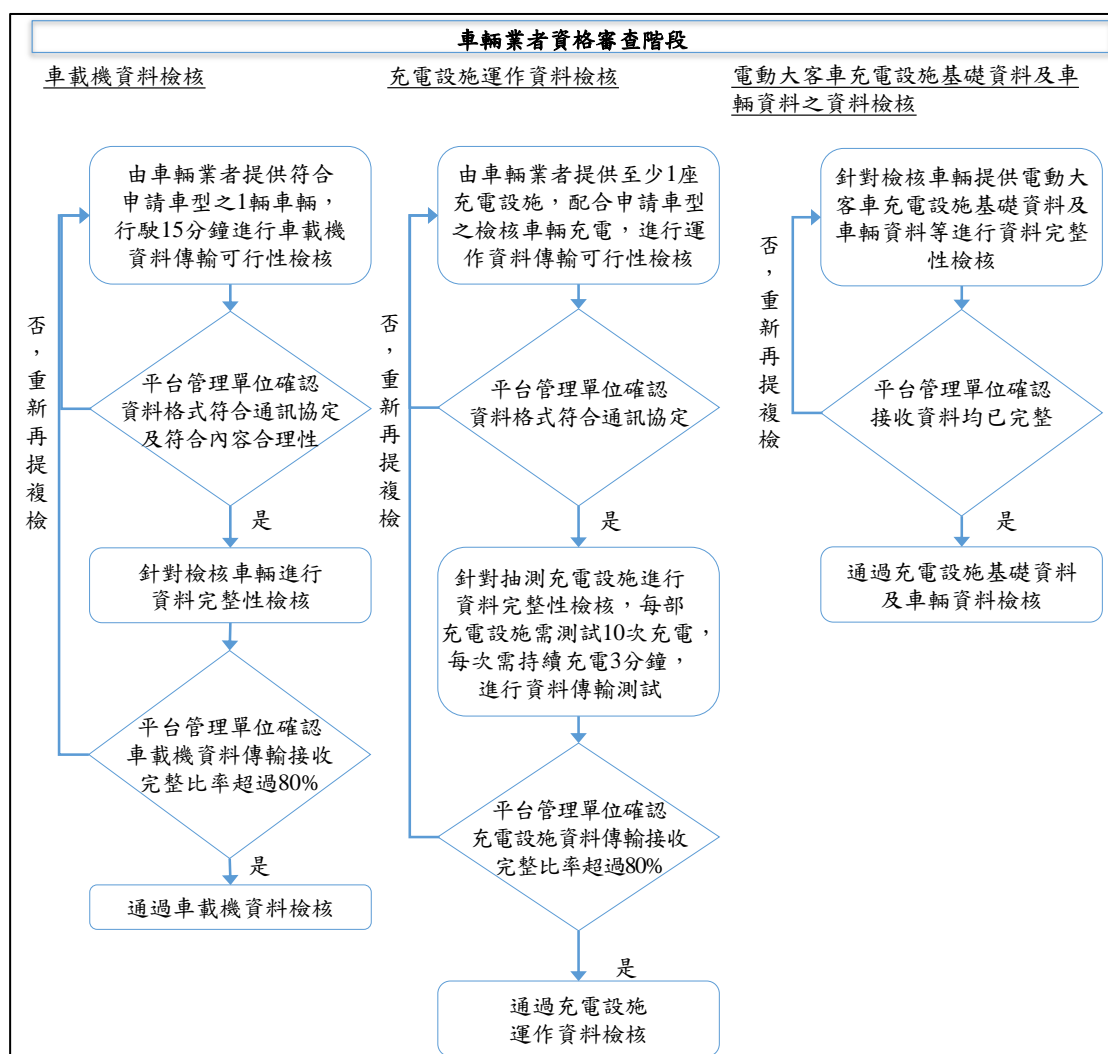 車輛業者資格審查階段
車載機資料檢核
由車輛業者提供符合
申請車型之1輛車輛，
行駛15分鐘進行車載機
資料傳輸可行性檢核
平台管理單位確認
資料格式符合通訊協定
及符合內容合理性
否，重新再提複檢
是
針對檢核車輛進行
資料完整性檢核
平台管理單位確認
車載機資料傳輸接收
完整比率超過80%
是
通過車載機資料檢核
充電設施運作資料檢核
由車輛業者提供至少1座
充電設施，配合申請車型
之檢核車輛充電，進行運
作資料傳輸可行性檢核
平台管理單位確認
資料格式符合通訊協定
否，重新再提複檢
是
針對抽測充電設施進行
資料完整性檢核，每部
充電設施需測試10次充電，
每次需持續充電3分鐘，
進行資料傳輸測試
平台管理單位確認
充電設施資料傳輸接收
完整比率超過80%
是
通過充電設施
運作資料檢核
電動大客車充電設施基礎資料及車
輛資料之資料檢核
針對檢核車輛提供電動大
客車充電設施基礎資料及
車輛資料等進行資料完整
性檢核
平台管理單位確認
接收資料均已完整
否，重新再提複檢
是
通過充電設施基礎資料
及車輛資料檢核